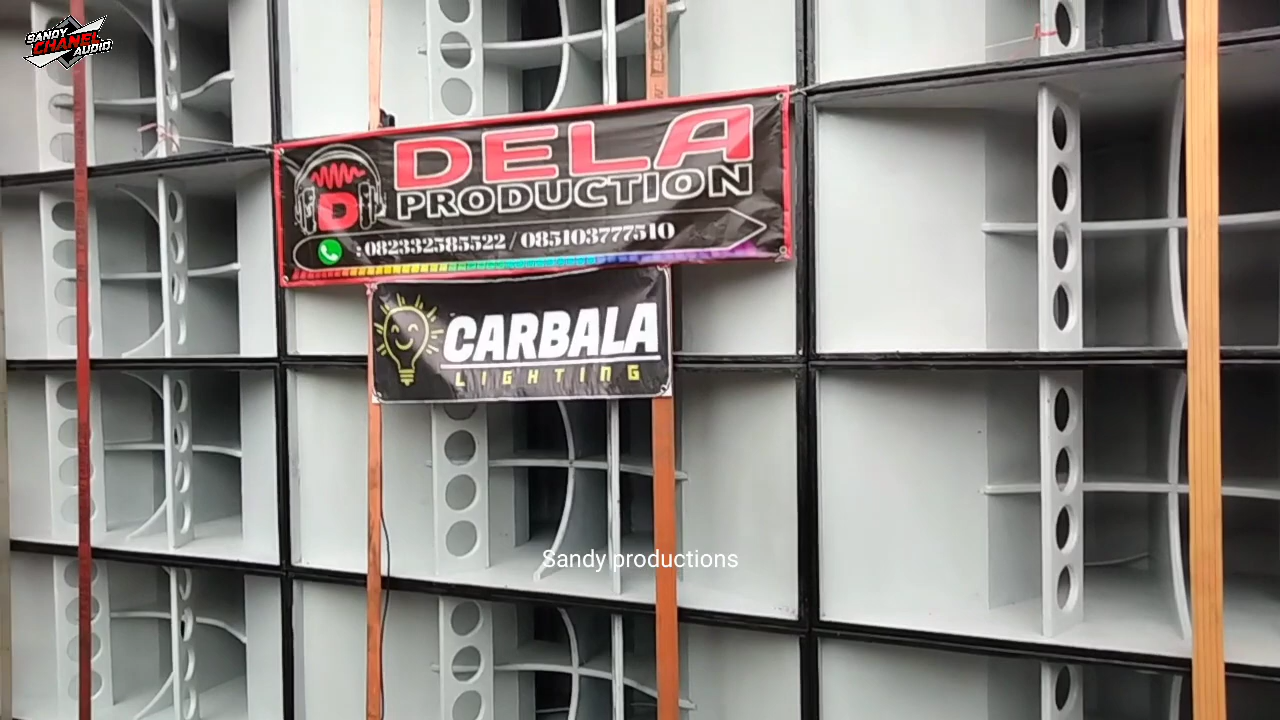 SANDY
CHANEL
AUDIO
DELA
PRODUCTION
D
: 082332585522 / 085103777510
CARBALA
LIGHTING
Sandy productions